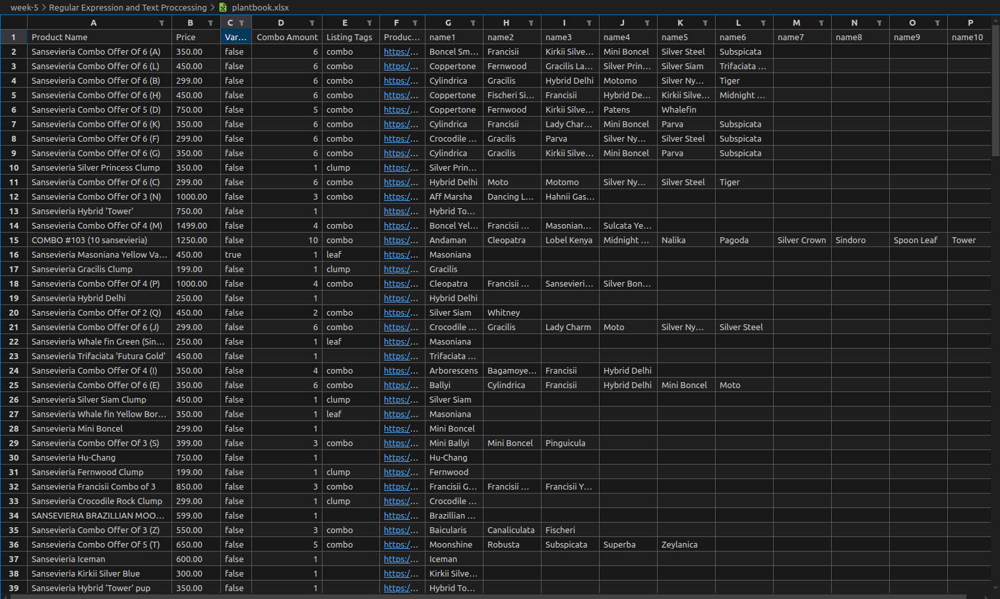 week-5 > Regular Expression and Text Proccessing > plantbook.xlsx
A B C D E F G H I J K L M N O P
1 Product Name Price Var... Combo Amount Listing Tags Produc... name1 name2 name3 name4 name5 name6 name7 name8 name9 name10
2 Sansevieria Combo Offer Of 6 (A) 350.00 false 6 combo https:/... Boncel Sm... Francisii Kirkii Silve... Mini Boncel Silver Steel Subspicata
3 Sansevieria Combo Offer Of 6 (L) 450.00 false 6 combo https:/... Coppertone Fernwood Gracilis La... Silver Prin... Silver Siam Trifaciata ...
4 Sansevieria Combo Offer Of 6 (B) 299.00 false 6 combo https:/... Cylindrica Gracilis Hybrid Delhi Motomo Silver Ny... Tiger
5 Sansevieria Combo Offer Of 6 (H) 450.00 false 6 combo https:/... Coppertone Fischeri Si... Francisii Hybrid De... Kirkii Silve... Midnight ...
6 Sansevieria Combo Offer Of 5 (D) 750.00 false 5 combo https:/... Coppertone Fernwood Kirkii Silve... Patens Whalefin
7 Sansevieria Combo Offer Of 6 (K) 350.00 false 6 combo https:/... Cylindrica Francisii Lady Char... Mini Boncel Parva Subspicata
8 Sansevieria Combo Offer Of 6 (F) 299.00 false 6 combo https:/... Crocodile ... Gracilis Parva Silver Ny... Silver Steel Subspicata
9 Sansevieria Combo Offer Of 6 (G) 350.00 false 6 combo https:/... Cylindrica Gracilis Kirkii Silve... Mini Boncel Parva Subspicata
10 Sansevieria Silver Princess Clump 350.00 false 1 clump https:/... Silver Prin...
11 Sansevieria Combo Offer Of 6 (C) 299.00 false 6 combo https:/... Hybrid Delhi Moto Motomo Silver Ny... Silver Steel Tiger
12 Sansevieria Combo Offer Of 3 (N) 1000.00 false 3 combo https:/... Aff Marsha Dancing L... Hahnii Gas...
13 Sansevieria Hybrid 'Tower' 750.00 false 1 https:/... Hybrid To...
14 Sansevieria Combo Offer Of 4 (M) 1499.00 false 4 combo https:/... Boncel Yel... Francisii ... Masonian... Sulcata Ye...
15 COMBO #103 (10 sansevieria) 1250.00 false 10 combo https:/... Andaman Cleopatra Lobel Kenya Midnight ... Nalika Pagoda Silver Crown Sindoro Spoon Leaf Tower
16 Sansevieria Masoniana Yellow Va... 450.00 true 1 leaf https:/... Masoniana
17 Sansevieria Gracilis Clump 199.00 false 1 clump https:/... Gracilis
18 Sansevieria Combo Offer Of 4 (P) 1000.00 false 4 combo https:/... Cleopatra Francisii ... Sansevieri... Silver Bon...
19 Sansevieria Hybrid Delhi 250.00 false 1 https:/... Hybrid Delhi
20 Sansevieria Combo Offer Of 2 (Q) 450.00 false 2 combo https:/... Silver Siam Whitney
21 Sansevieria Combo Offer Of 6 (J) 299.00 false 6 combo https:/... Crocodile ... Gracilis Lady Charm Moto Silver Ny... Silver Steel
22 Sansevieria Whale fin Green (Sin... 250.00 false 1 leaf https:/... Masoniana
23 Sansevieria Trifaciata 'Futura Gold' 450.00 false 1 https:/... Trifaciata ...
24 Sansevieria Combo Offer Of 4 (I) 350.00 false 4 combo https:/... Arborescens Bagamoye... Francisii Hybrid Delhi
25 Sansevieria Combo Offer Of 6 (E) 350.00 false 6 combo https:/... Ballyi Cylindrica Francisii Hybrid Delhi Mini Boncel Moto
26 Sansevieria Silver Siam Clump 450.00 false 1 clump https:/... Silver Siam
27 Sansevieria Whale fin Yellow Bor... 350.00 false 1 leaf https:/... Masoniana
28 Sansevieria Mini Boncel 299.00 false 1 https:/... Mini Boncel
29 Sansevieria Combo Offer Of 3 (S) 399.00 false 3 combo https:/... Mini Ballyi Mini Boncel Pinguicula
30 Sansevieria Hu-Chang 750.00 false 1 https:/... Hu-Chang
31 Sansevieria Fernwood Clump 199.00 false 1 clump https:/... Fernwood
32 Sansevieria Francisii Combo of 3 850.00 false 3 combo https:/... Francisii G... Francisii ... Francisii Y...
33 Sansevieria Crocodile Rock Clump 299.00 false 1 clump https:/... Crocodile ...
34 SANSEVIERIA BRAZILLIAN MOO... 599.00 false 1 https:/... Brazillian ...
35 Sansevieria Combo Offer Of 3 (Z) 550.00 false 3 combo https:/... Baicularis Canaliculata Fischeri
36 Sansevieria Combo Offer Of 5 (T) 650.00 false 5 combo https:/... Moonshine Robusta Subspicata Superba Zeylanica
37 Sansevieria Iceman 600.00 false 1 https:/... Iceman
38 Sansevieria Kirkii Silver Blue 300.00 false 1 https:/... Kirkii Silve...
39 Sansevieria Hybrid 'Tower' pup 350.00 false 1 https:/... Hybrid To...